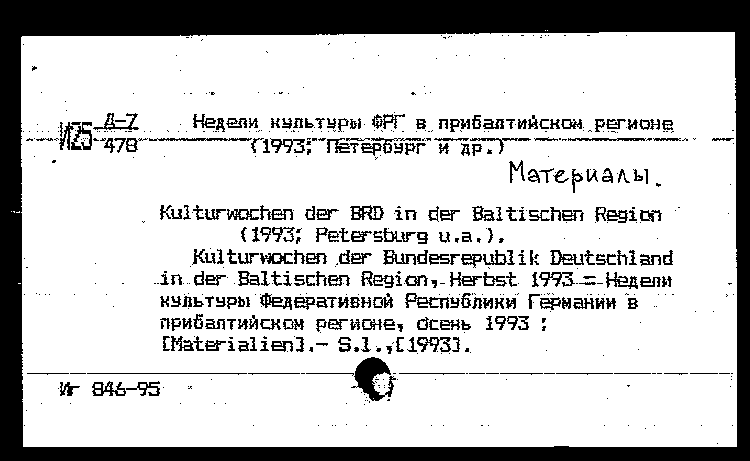 И25 Д-7
478
Недели культуры ФРГ в прибалтийском регионе
(1993; Петербург и др.)
Материалы.
Kulturwochen der BRD in der Baltischen Region
(1993; Petersburg u.a.).
Kulturwochen der Bundesrepublik Deutschland
in der Baltischen Region, Herbst 1993 = Недели
культуры Федеративной Республики Германии в
прибалтийском регионе, осень 1993 :
[Materialien].- S.l.,[1993].
Иг 846-95